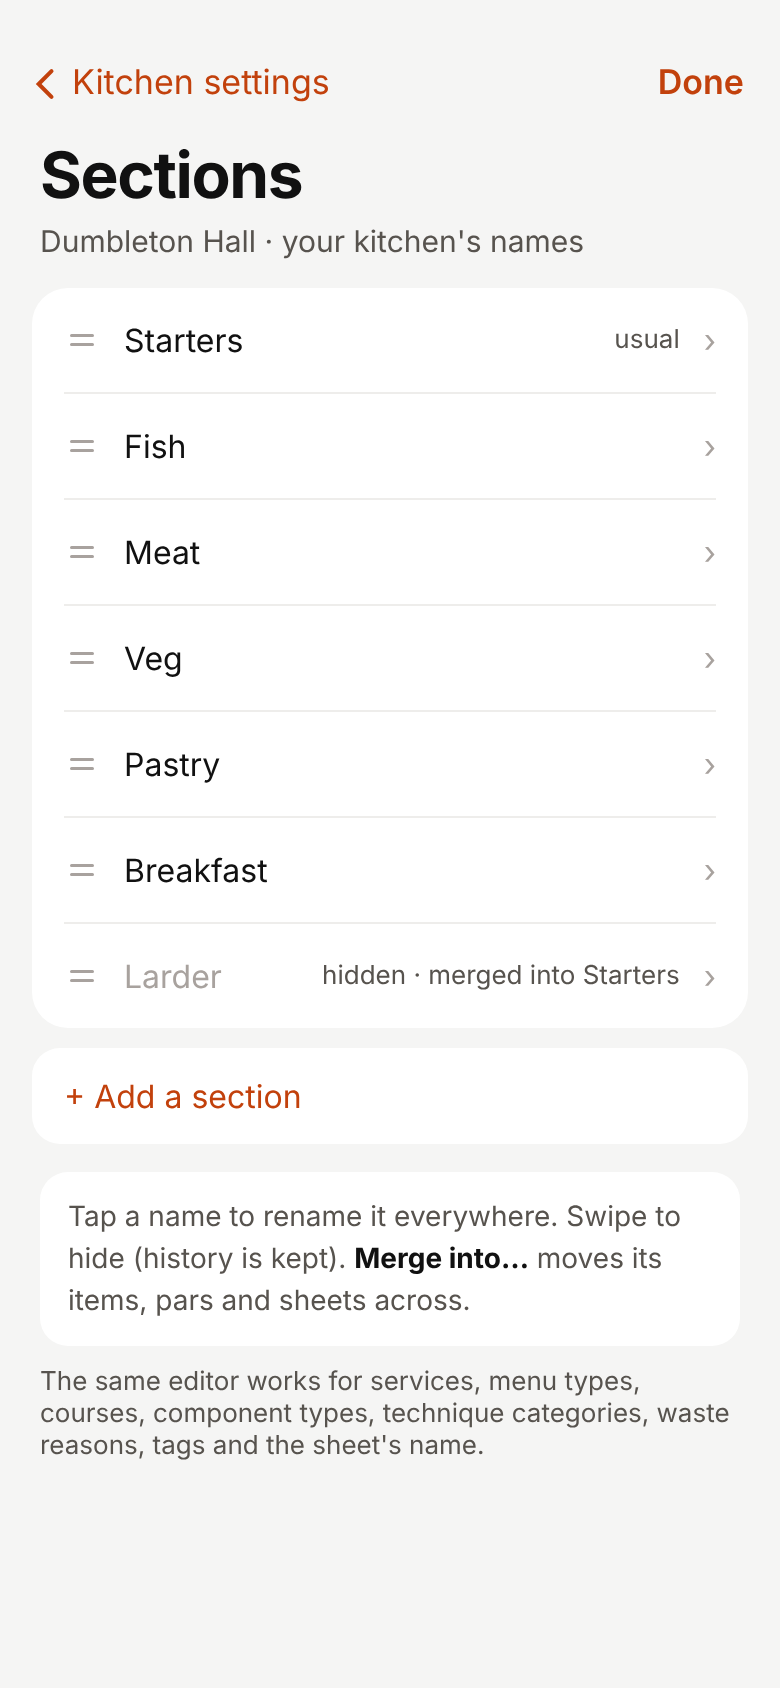 Kitchen settings
Done
Sections
Dumbleton Hall · your kitchen's names
Starters usual ›
Fish ›
Meat ›
Veg ›
Pastry ›
Breakfast ›
Larder hidden · merged into Starters ›
+ Add a section
Tap a name to rename it everywhere. Swipe to
hide (history is kept). Merge into... moves its
items, pars and sheets across.
The same editor works for services, menu types,
courses, component types, technique categories, waste
reasons, tags and the sheet's name.